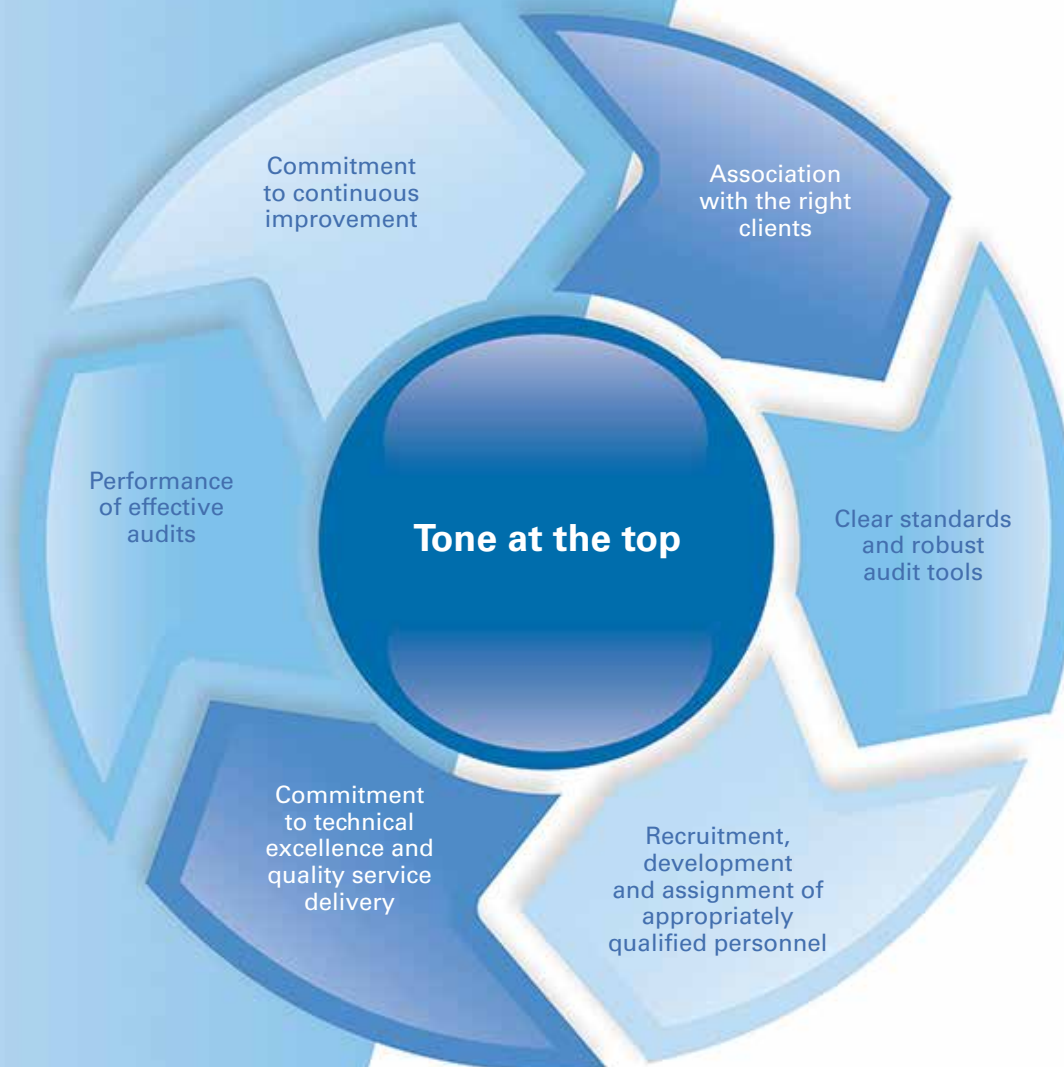 Commitment
to continuous
improvement
Association
with the right
clients
Performance
of effective
audits
Tone at the top
Clear standards
and robust
audit tools
Commitment
to technical
excellence and
quality service
delivery
Recruitment,
development
and assignment of
appropriately
qualified personnel